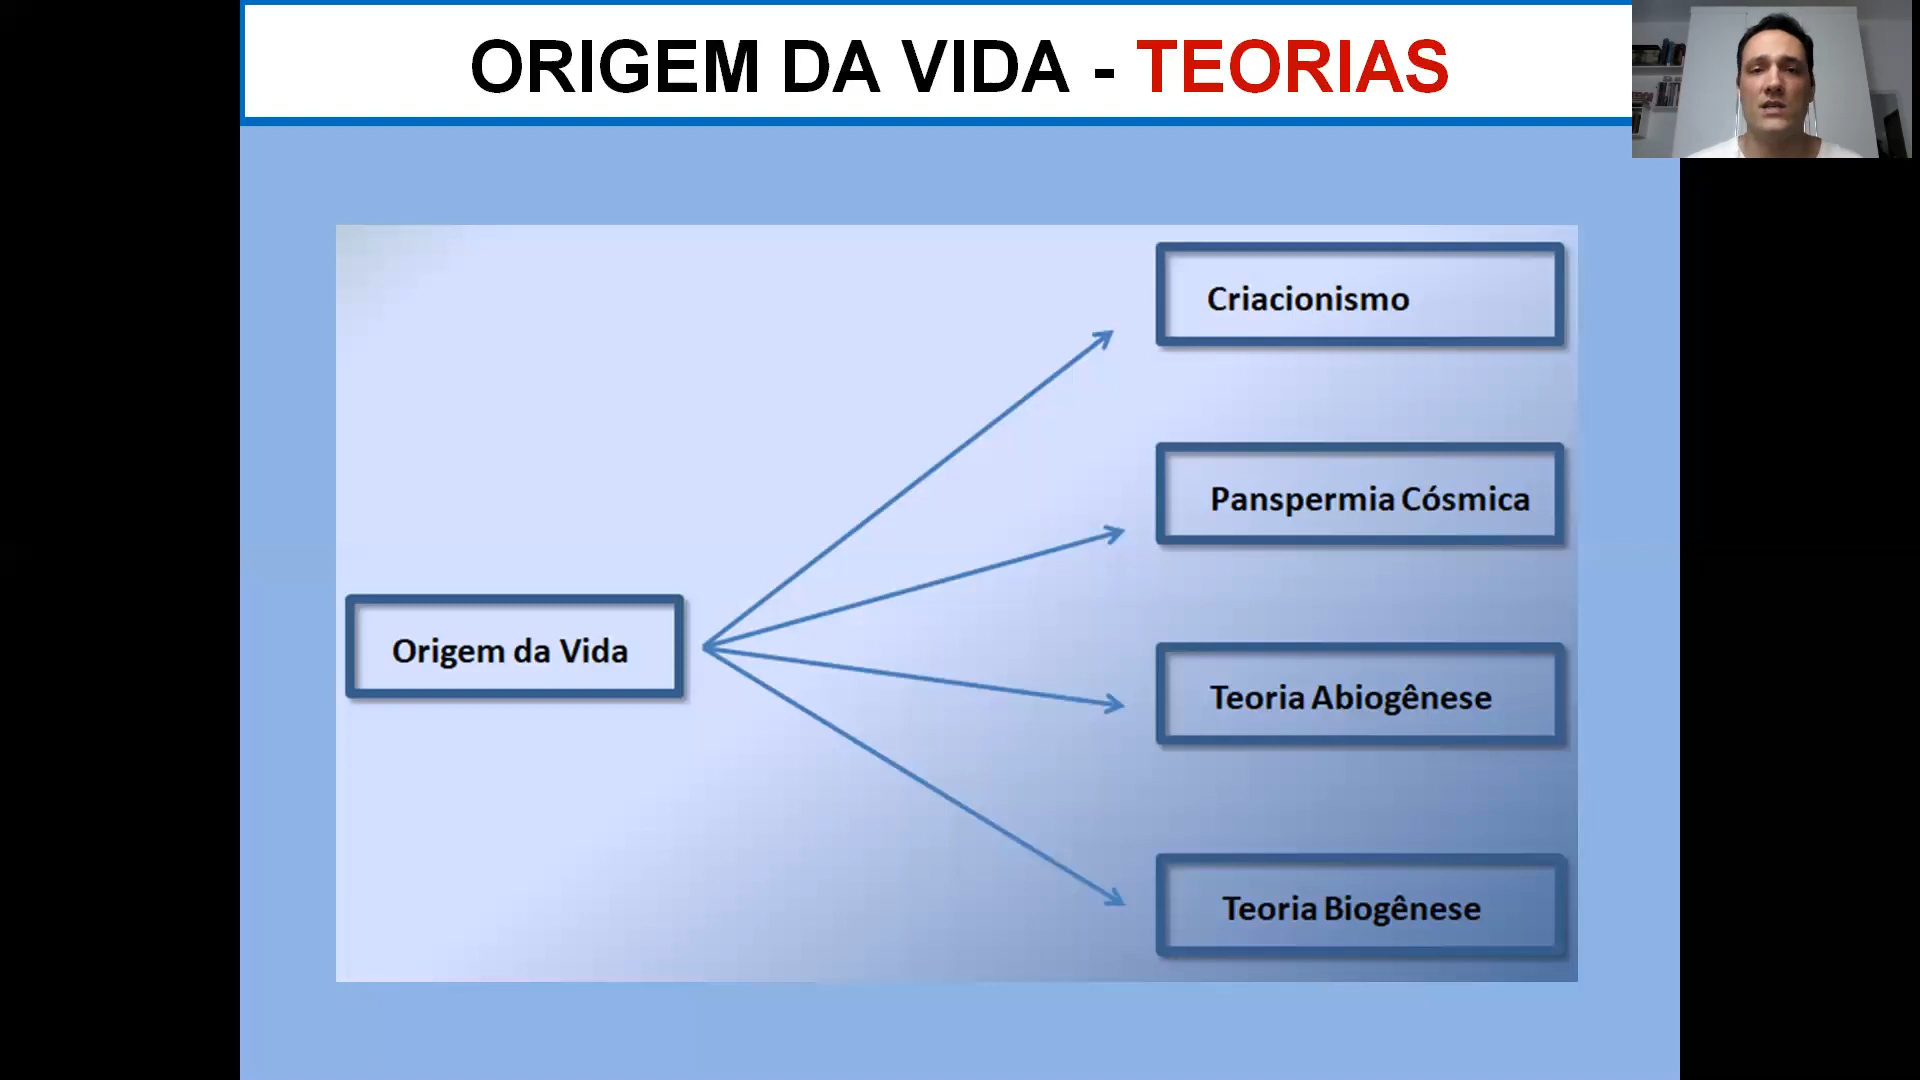 ORIGEM DA VIDA - TEORIAS
Criacionismo
Panspermia Cósmica
Origem da Vida
Teoria Abiogênese
Teoria Biogênese